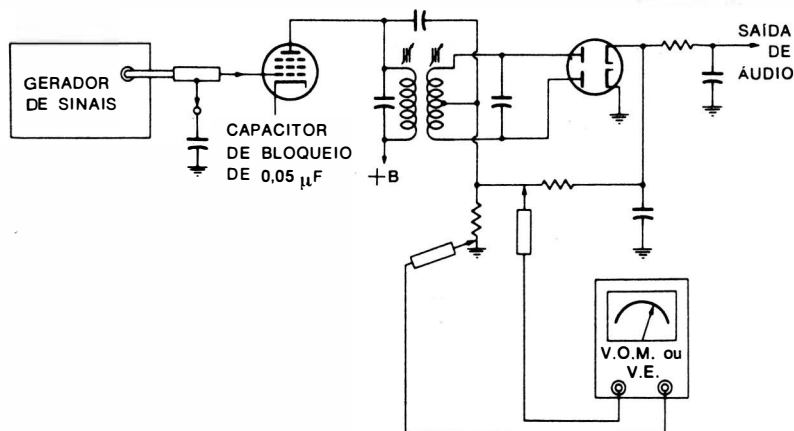 GERADOR
DE SINAIS
CAPACITOR
DE BLOQUEIO
DE 0,05 μF
+B
SAÍDA
DE
ÁUDIO
V.O.M. ou
V.E.